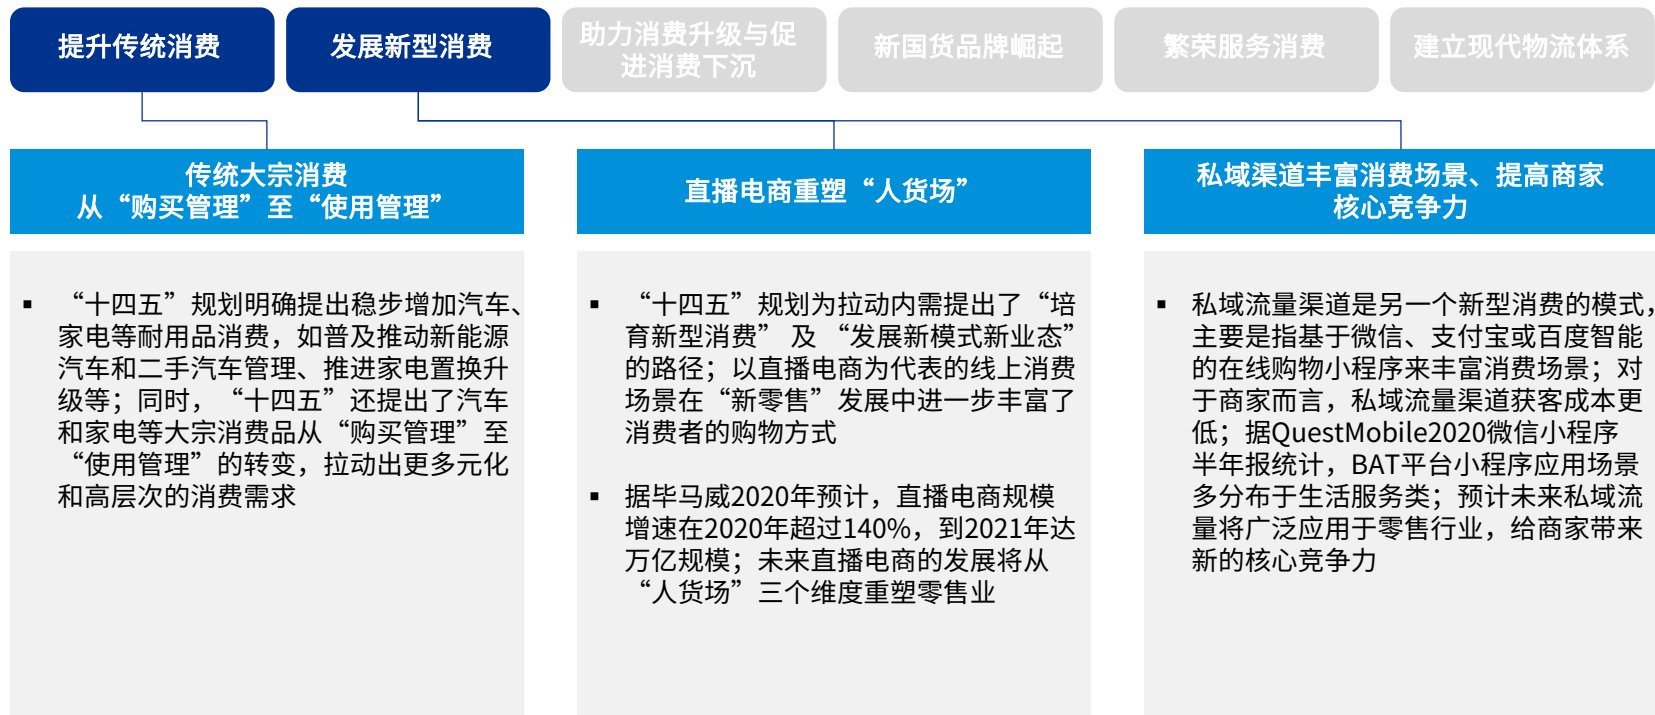 提升传统消费
发展新型消费
助力消费升级与促
进消费下沉
新国货品牌崛起
繁荣服务消费
建立现代物流体系
传统大宗消费
从“购买管理”至“使用管理”
直播电商重塑“人货场”
私域渠道丰富消费场景、提高商家
核心竞争力
▪ “十四五”规划明确提出稳步增加汽车、
家电等耐用品消费，如普及推动新能源
汽车和二手汽车管理、推进家电置换升
级等；同时，“十四五”还提出了汽车
和家电等大宗消费品从“购买管理”至
“使用管理”的转变，拉动出更多元化
和高层次的消费需求
▪ “十四五”规划为拉动内需提出了“培
育新型消费” 及 “发展新模式新业态”
的路径；以直播电商为代表的线上消费
场景在“新零售”发展中进一步丰富了
消费者的购物方式
▪ 据毕马威2020年预计，直播电商规模
增速在2020年超过140%，到2021年达
万亿规模；未来直播电商的发展将从
“人货场”三个维度重塑零售业
▪ 私域流量渠道是另一个新型消费的模式，
主要是指基于微信、支付宝或百度智能
的在线购物小程序来丰富消费场景；对
于商家而言，私域流量渠道获客成本更
低；据QuestMobile2020微信小程序
半年报统计，BAT平台小程序应用场景
多分布于生活服务类；预计未来私域流
量将广泛应用于零售行业，给商家带来
新的核心竞争力